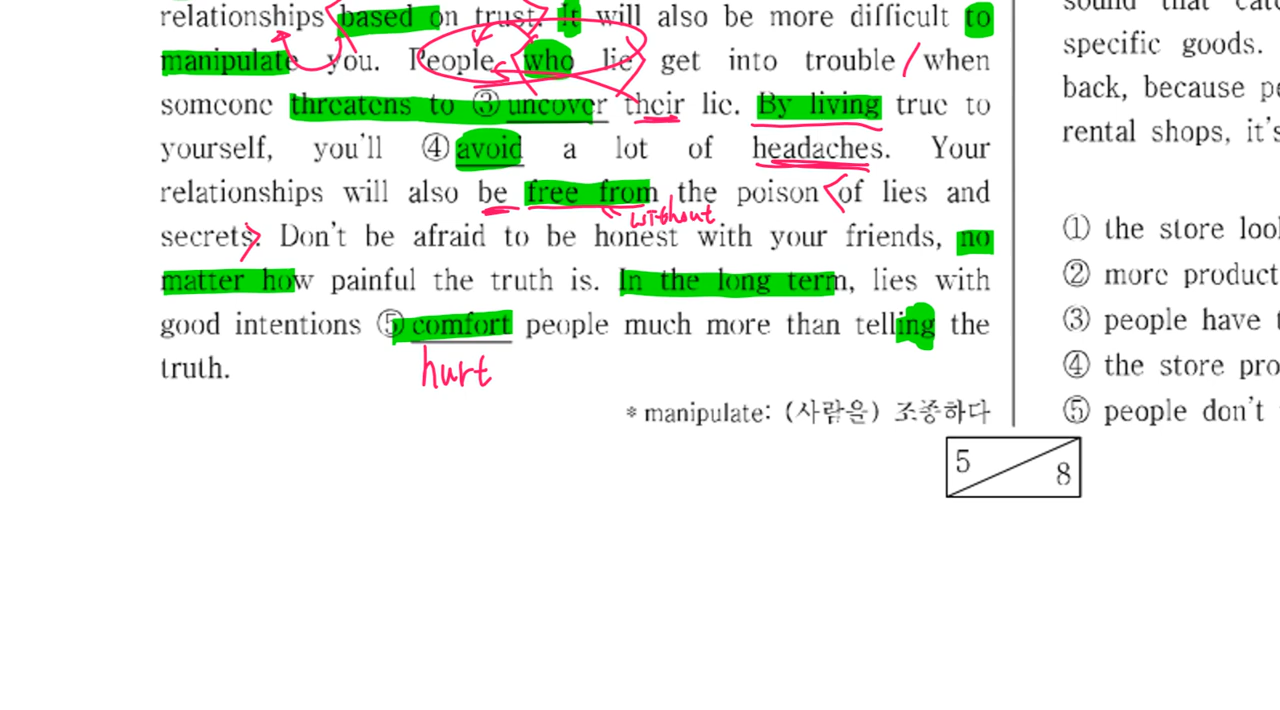 relationships based on trust. It will also be more difficult to
manipulate you. People who lie get into trouble when
someone threatens to ③ uncover their lie. By living true to
yourself, you'll ④ avoid a lot of headaches. Your
relationships will also be free from the poison of lies and
without
secrets. Don't be afraid to be honest with your friends, no
matter how painful the truth is. In the long term, lies with
good intentions ⑤ comfort people much more than telling the
truth.
hurt
* manipulate: (사람을) 조종하다
5 8
specific goods.
back, because
rental shops, it's
① the store
② more product
③ people have
④ the store
⑤ people don't